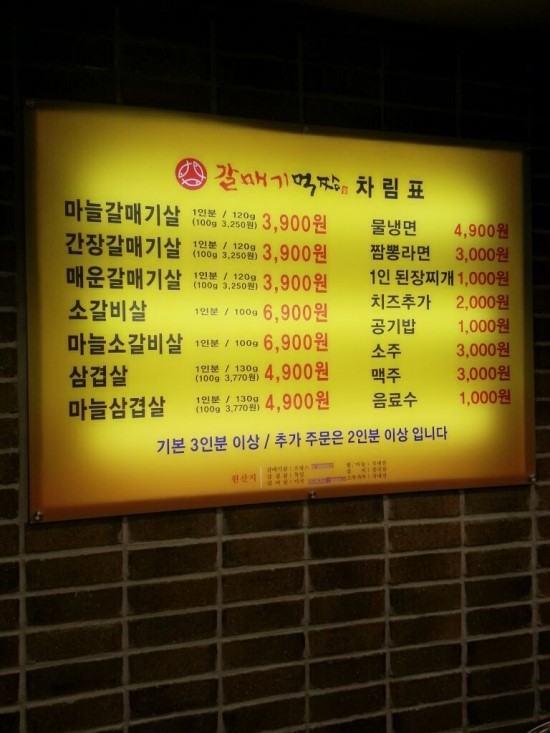 갈매기먹쨔 차림표
마늘갈매기살 1인분 / 120g (100g 3,250원) 3,900원
간장갈매기살 1인분 / 120g (100g 3,250원) 3,900원
매운갈매기살 1인분 / 120g (100g 3,250원) 3,900원
소갈비살 1인분 / 100g 6,900원
마늘소갈비살 1인분 / 100g 6,900원
삼겹살 1인분 / 130g (100g 3,770원) 4,900원
마늘삼겹살 1인분 / 130g (100g 3,770원) 4,900원
물냉면 4,900원
짬뽕라면 3,000원
1인 된장찌개 1,000원
치즈추가 2,000원
공기밥 1,000원
소주 3,000원
맥주 3,000원
음료수 1,000원
기본 3인분 이상 / 추가 주문은 2인분 이상 입니다
원산지